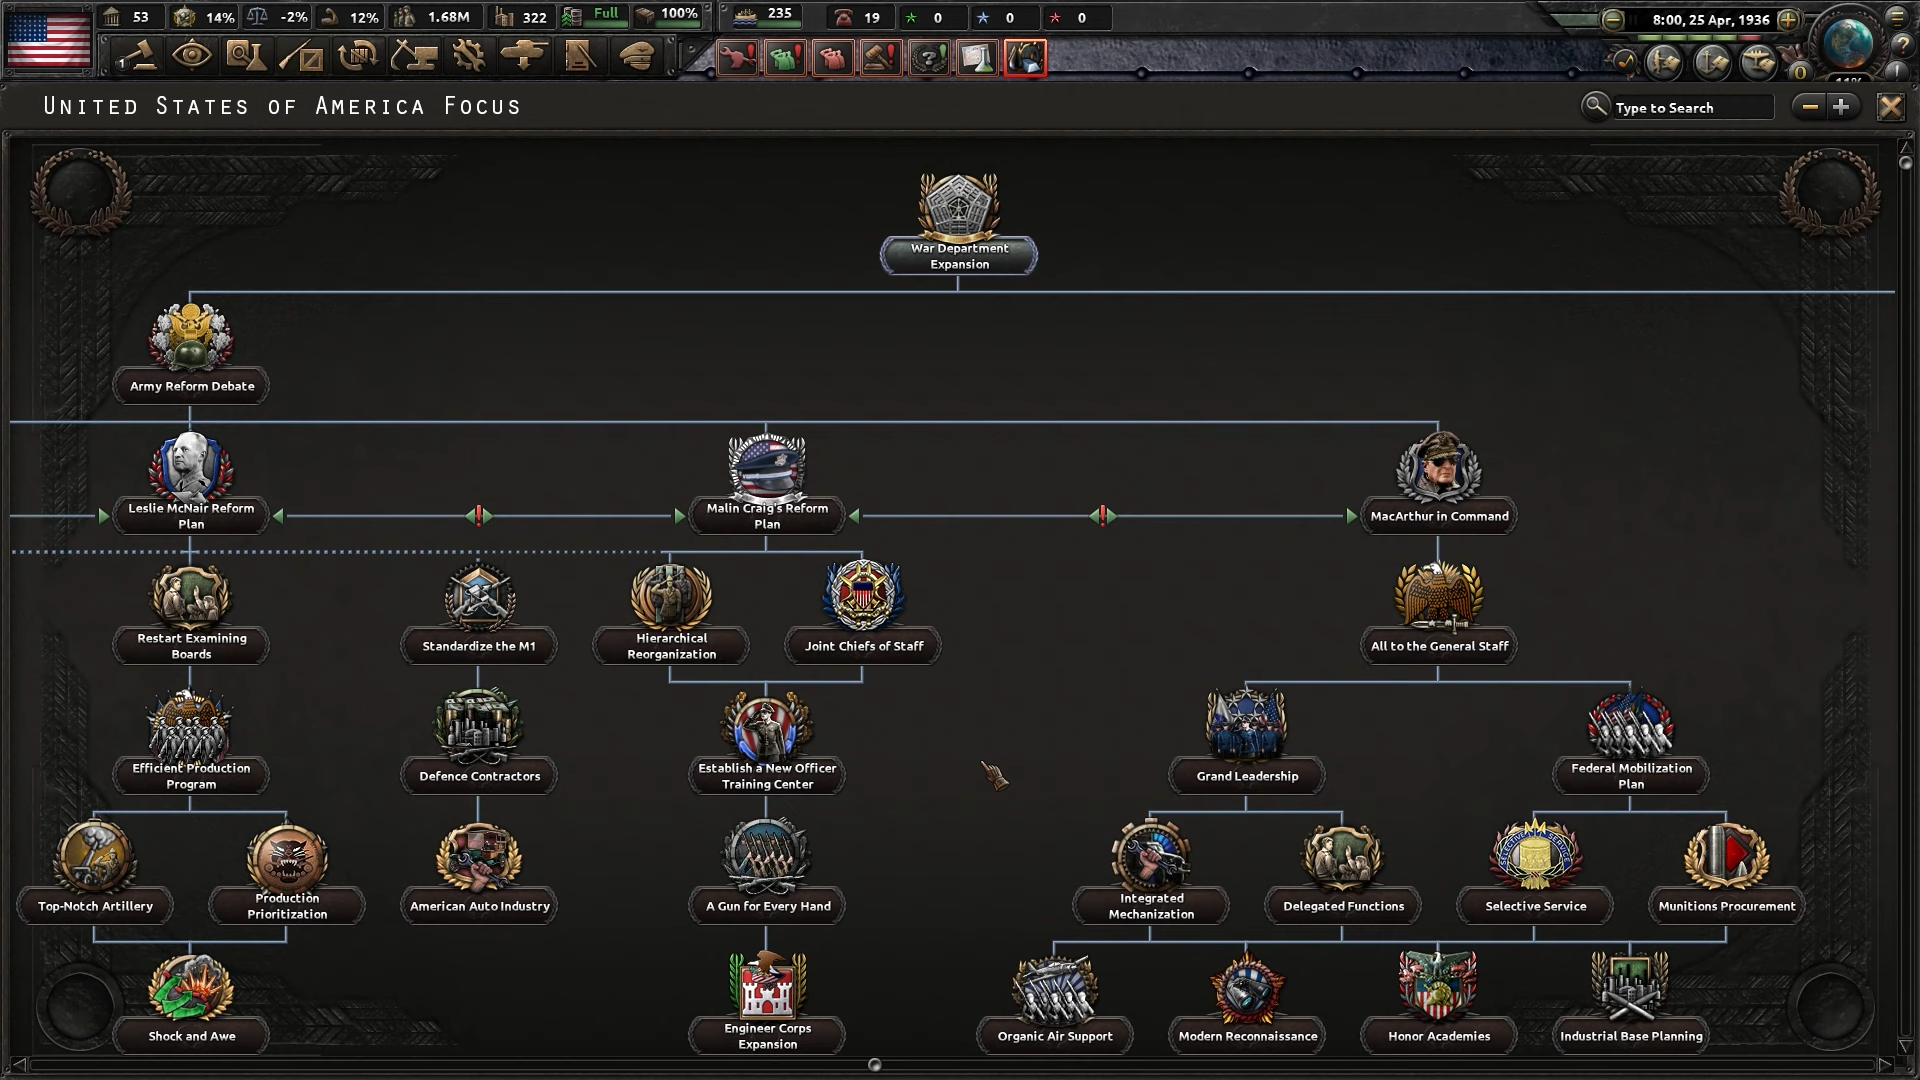 53
14%
-2%
12%
1.68M
322
Full
100%
235
19
0
0
0
8:00, 25 Apr, 1936
1
0
11%
United States of America Focus
Type to Search
War Department
Expansion
Army Reform Debate
Leslie McNair Reform
Plan
Malin Craig's Reform
Plan
MacArthur in Command
Restart Examining
Boards
Standardize the M1
Hierarchical
Reorganization
Joint Chiefs of Staff
All to the General Staff
Efficient Production
Program
Defence Contractors
Establish a New Officer
Training Center
Grand Leadership
Federal Mobilization
Plan
SELECTIVE SERVICE
Top-Notch Artillery
Production
Prioritization
American Auto Industry
A Gun for Every Hand
Integrated
Mechanization
Delegated Functions
Selective Service
Munitions Procurement
Shock and Awe
Engineer Corps
Expansion
Organic Air Support
Modern Reconnaissance
Honor Academies
Industrial Base Planning